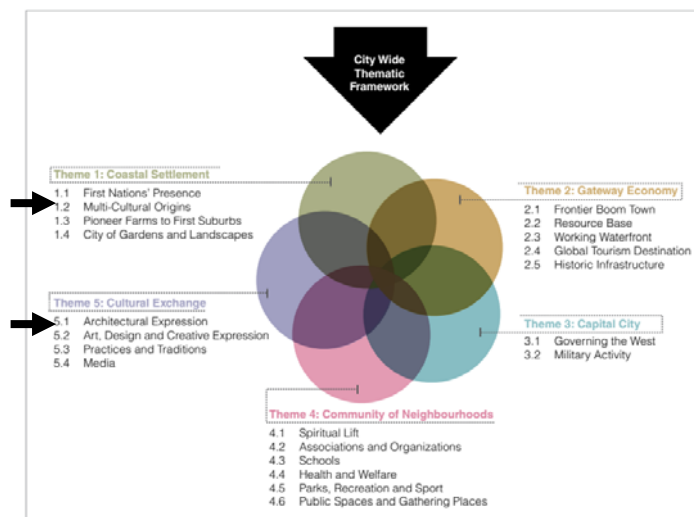 City Wide
Thematic
Framework
Theme 1: Coastal Settlement
1.1 First Nations' Presence
1.2 Multi-Cultural Origins
1.3 Pioneer Farms to First Suburbs
1.4 City of Gardens and Landscapes
Theme 2: Gateway Economy
2.1 Frontier Boom Town
2.2 Resource Base
2.3 Working Waterfront
2.4 Global Tourism Destination
2.5 Historic Infrastructure
Theme 5: Cultural Exchange
5.1 Architectural Expression
5.2 Art, Design and Creative Expression
5.3 Practices and Traditions
5.4 Media
Theme 3: Capital City
3.1 Governing the West
3.2 Military Activity
Theme 4: Community of Neighbourhoods
4.1 Spiritual Lift
4.2 Associations and Organizations
4.3 Schools
4.4 Health and Welfare
4.5 Parks, Recreation and Sport
4.6 Public Spaces and Gathering Places